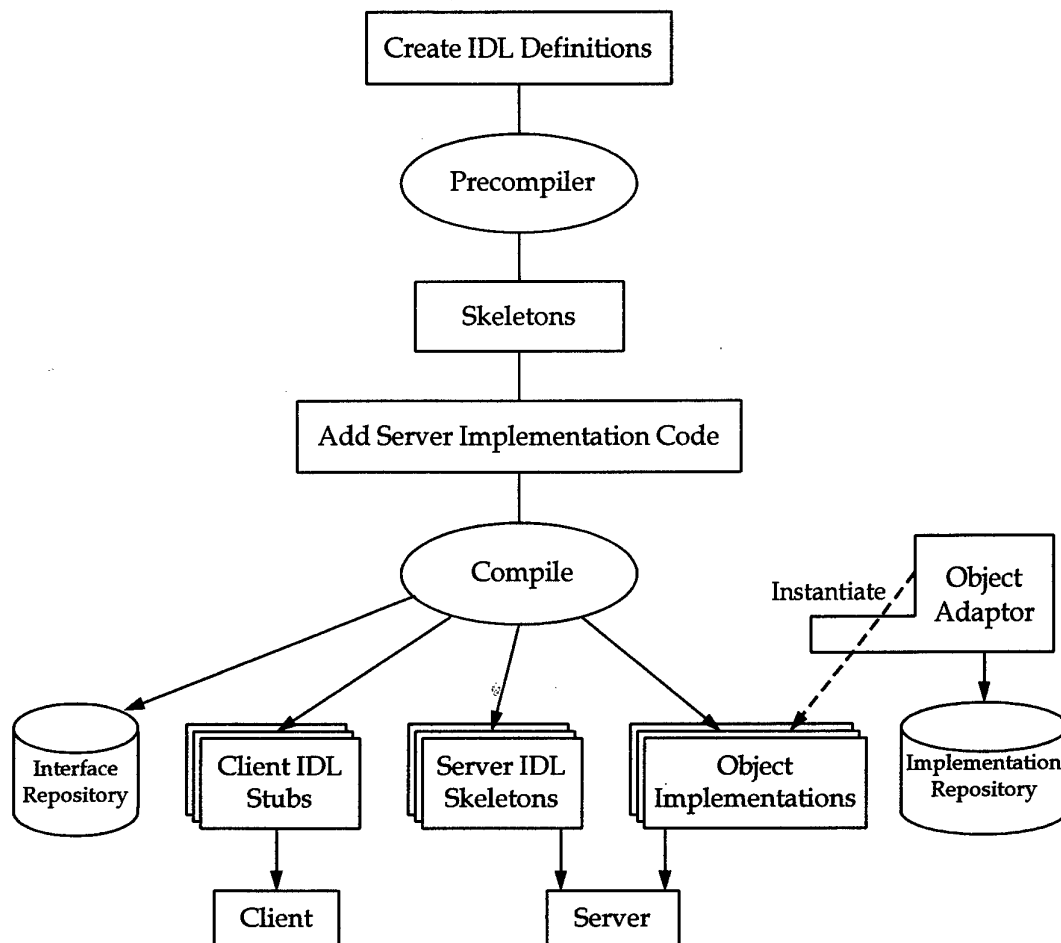 Create IDL Definitions
Precompiler
Skeletons
Add Server Implementation Code
Compile
Instantiate
Object
Adaptor
Interface
Repository
Client IDL
Stubs
Server IDL
Skeletons
Object
Implementations
Implementation
Repository
Client
Server